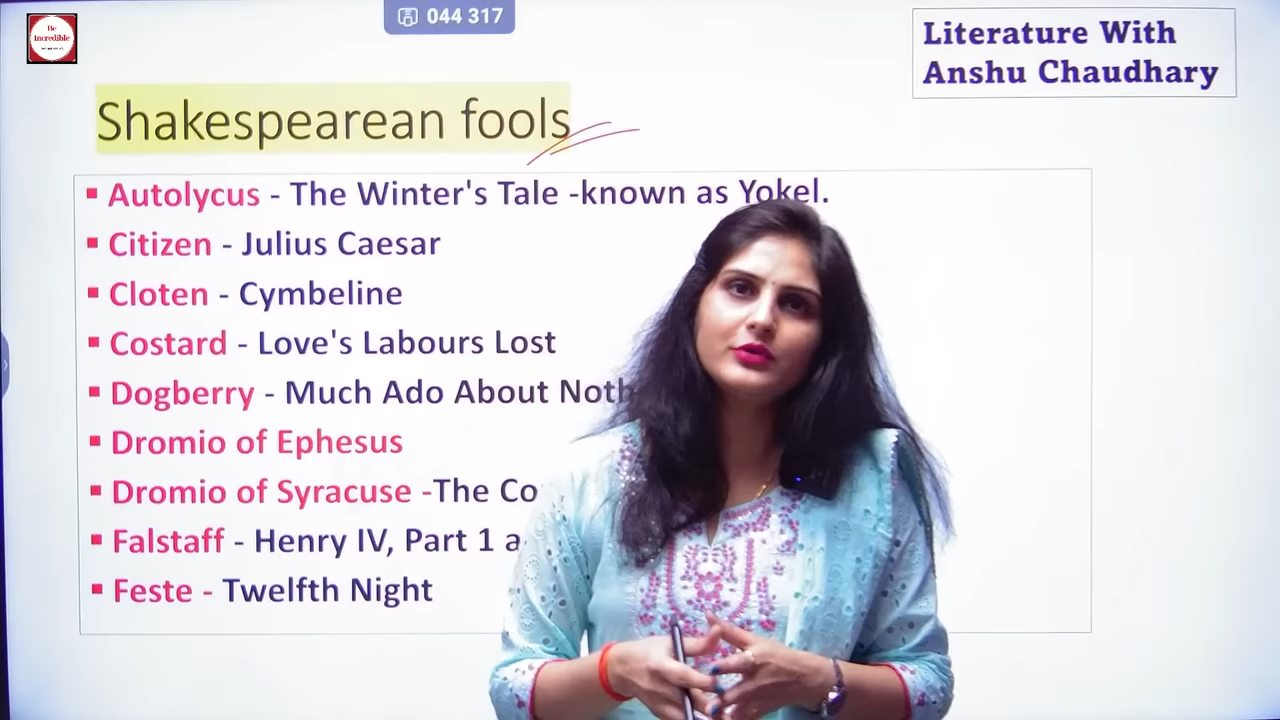 Be
Incredible
044 317
Literature With
Anshu Chaudhary
Shakespearean fools
▪ Autolycus - The Winter's Tale -known as Yokel.
▪ Citizen - Julius Caesar
▪ Cloten - Cymbeline
▪ Costard - Love's Labours Lost
▪ Dogberry - Much Ado About Noth
▪ Dromio of Ephesus
▪ Dromio of Syracuse -The Co
▪ Falstaff - Henry IV, Part 1 a
▪ Feste - Twelfth Night